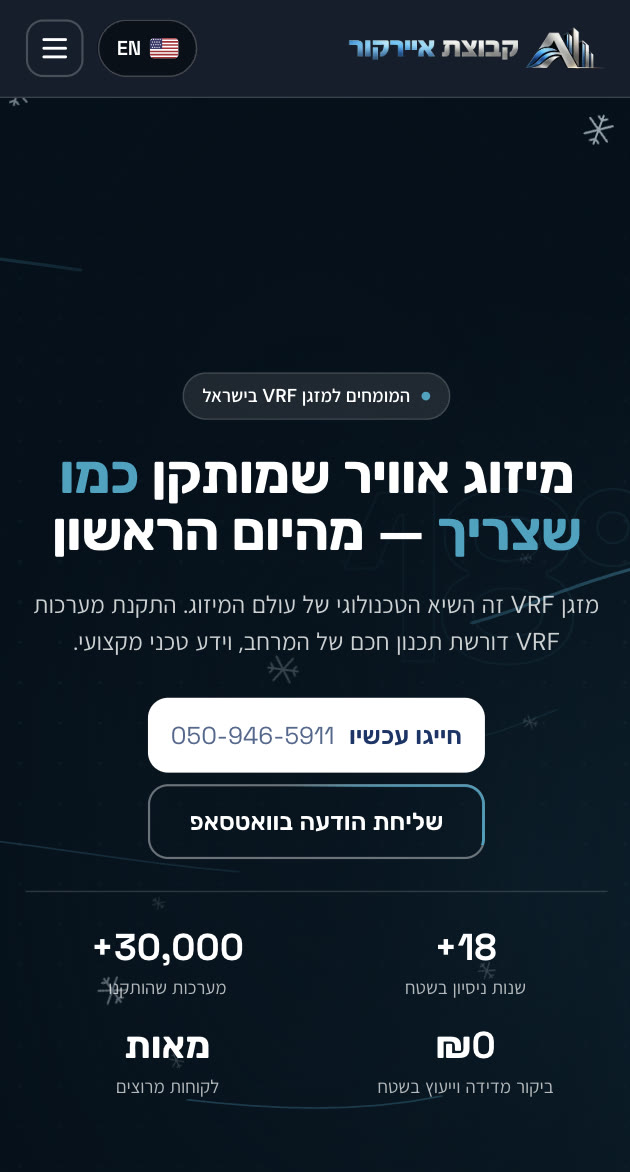 קבוצת איירקור
EN
המומחים למזגן VRF בישראל
מיזוג אוויר שמותקן כמו
שצריך — מהיום הראשון
מזגן VRF זה השיא הטכנולוגי של עולם המיזוג. התקנת מערכות
VRF דורשת תכנון חכם של המרחב, וידע טכני מקצועי.
חייגו עכשיו 050-946-5911
שליחת הודעה בוואטסאפ
18+
30,000+
שנות ניסיון בשטח
מערכות שהותקנו
₪0
מאות
ביקור מדידה וייעוץ בשטח
לקוחות מרוצים